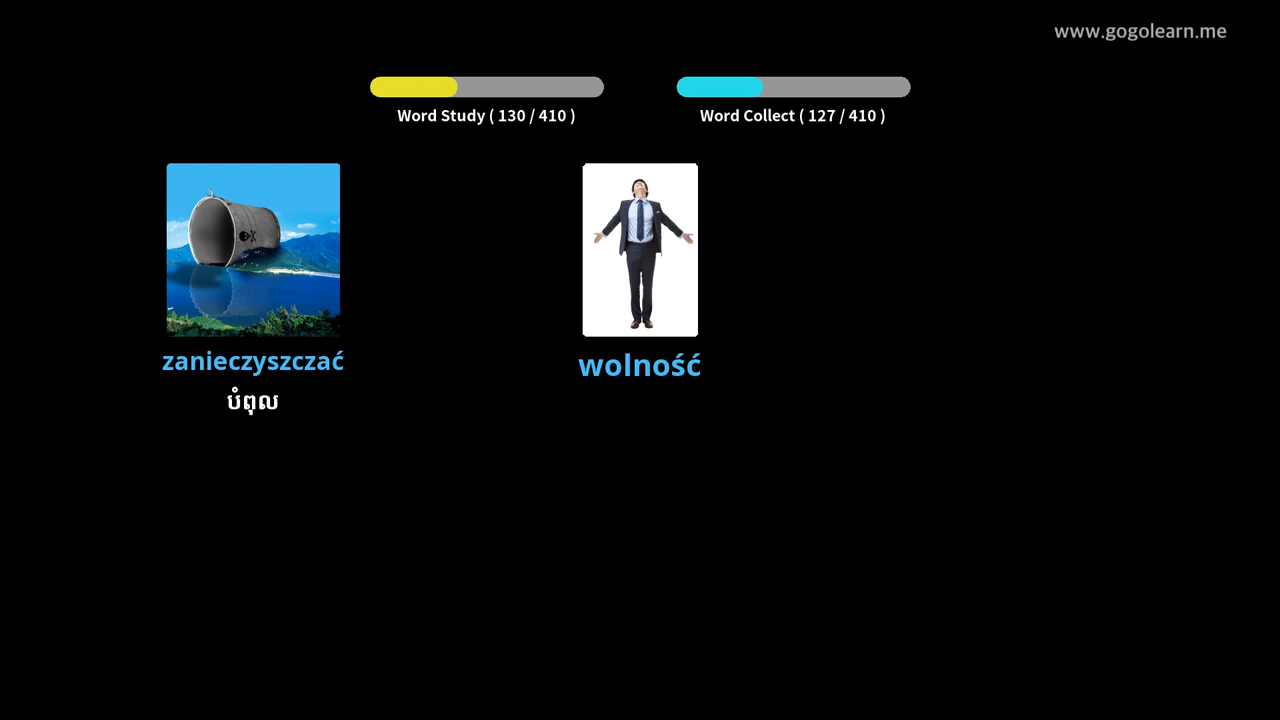 www.gogolearn.me
Word Study ( 130 / 410 )
Word Collect ( 127 / 410 )
zanieczyszczać
បំពុល
wolność